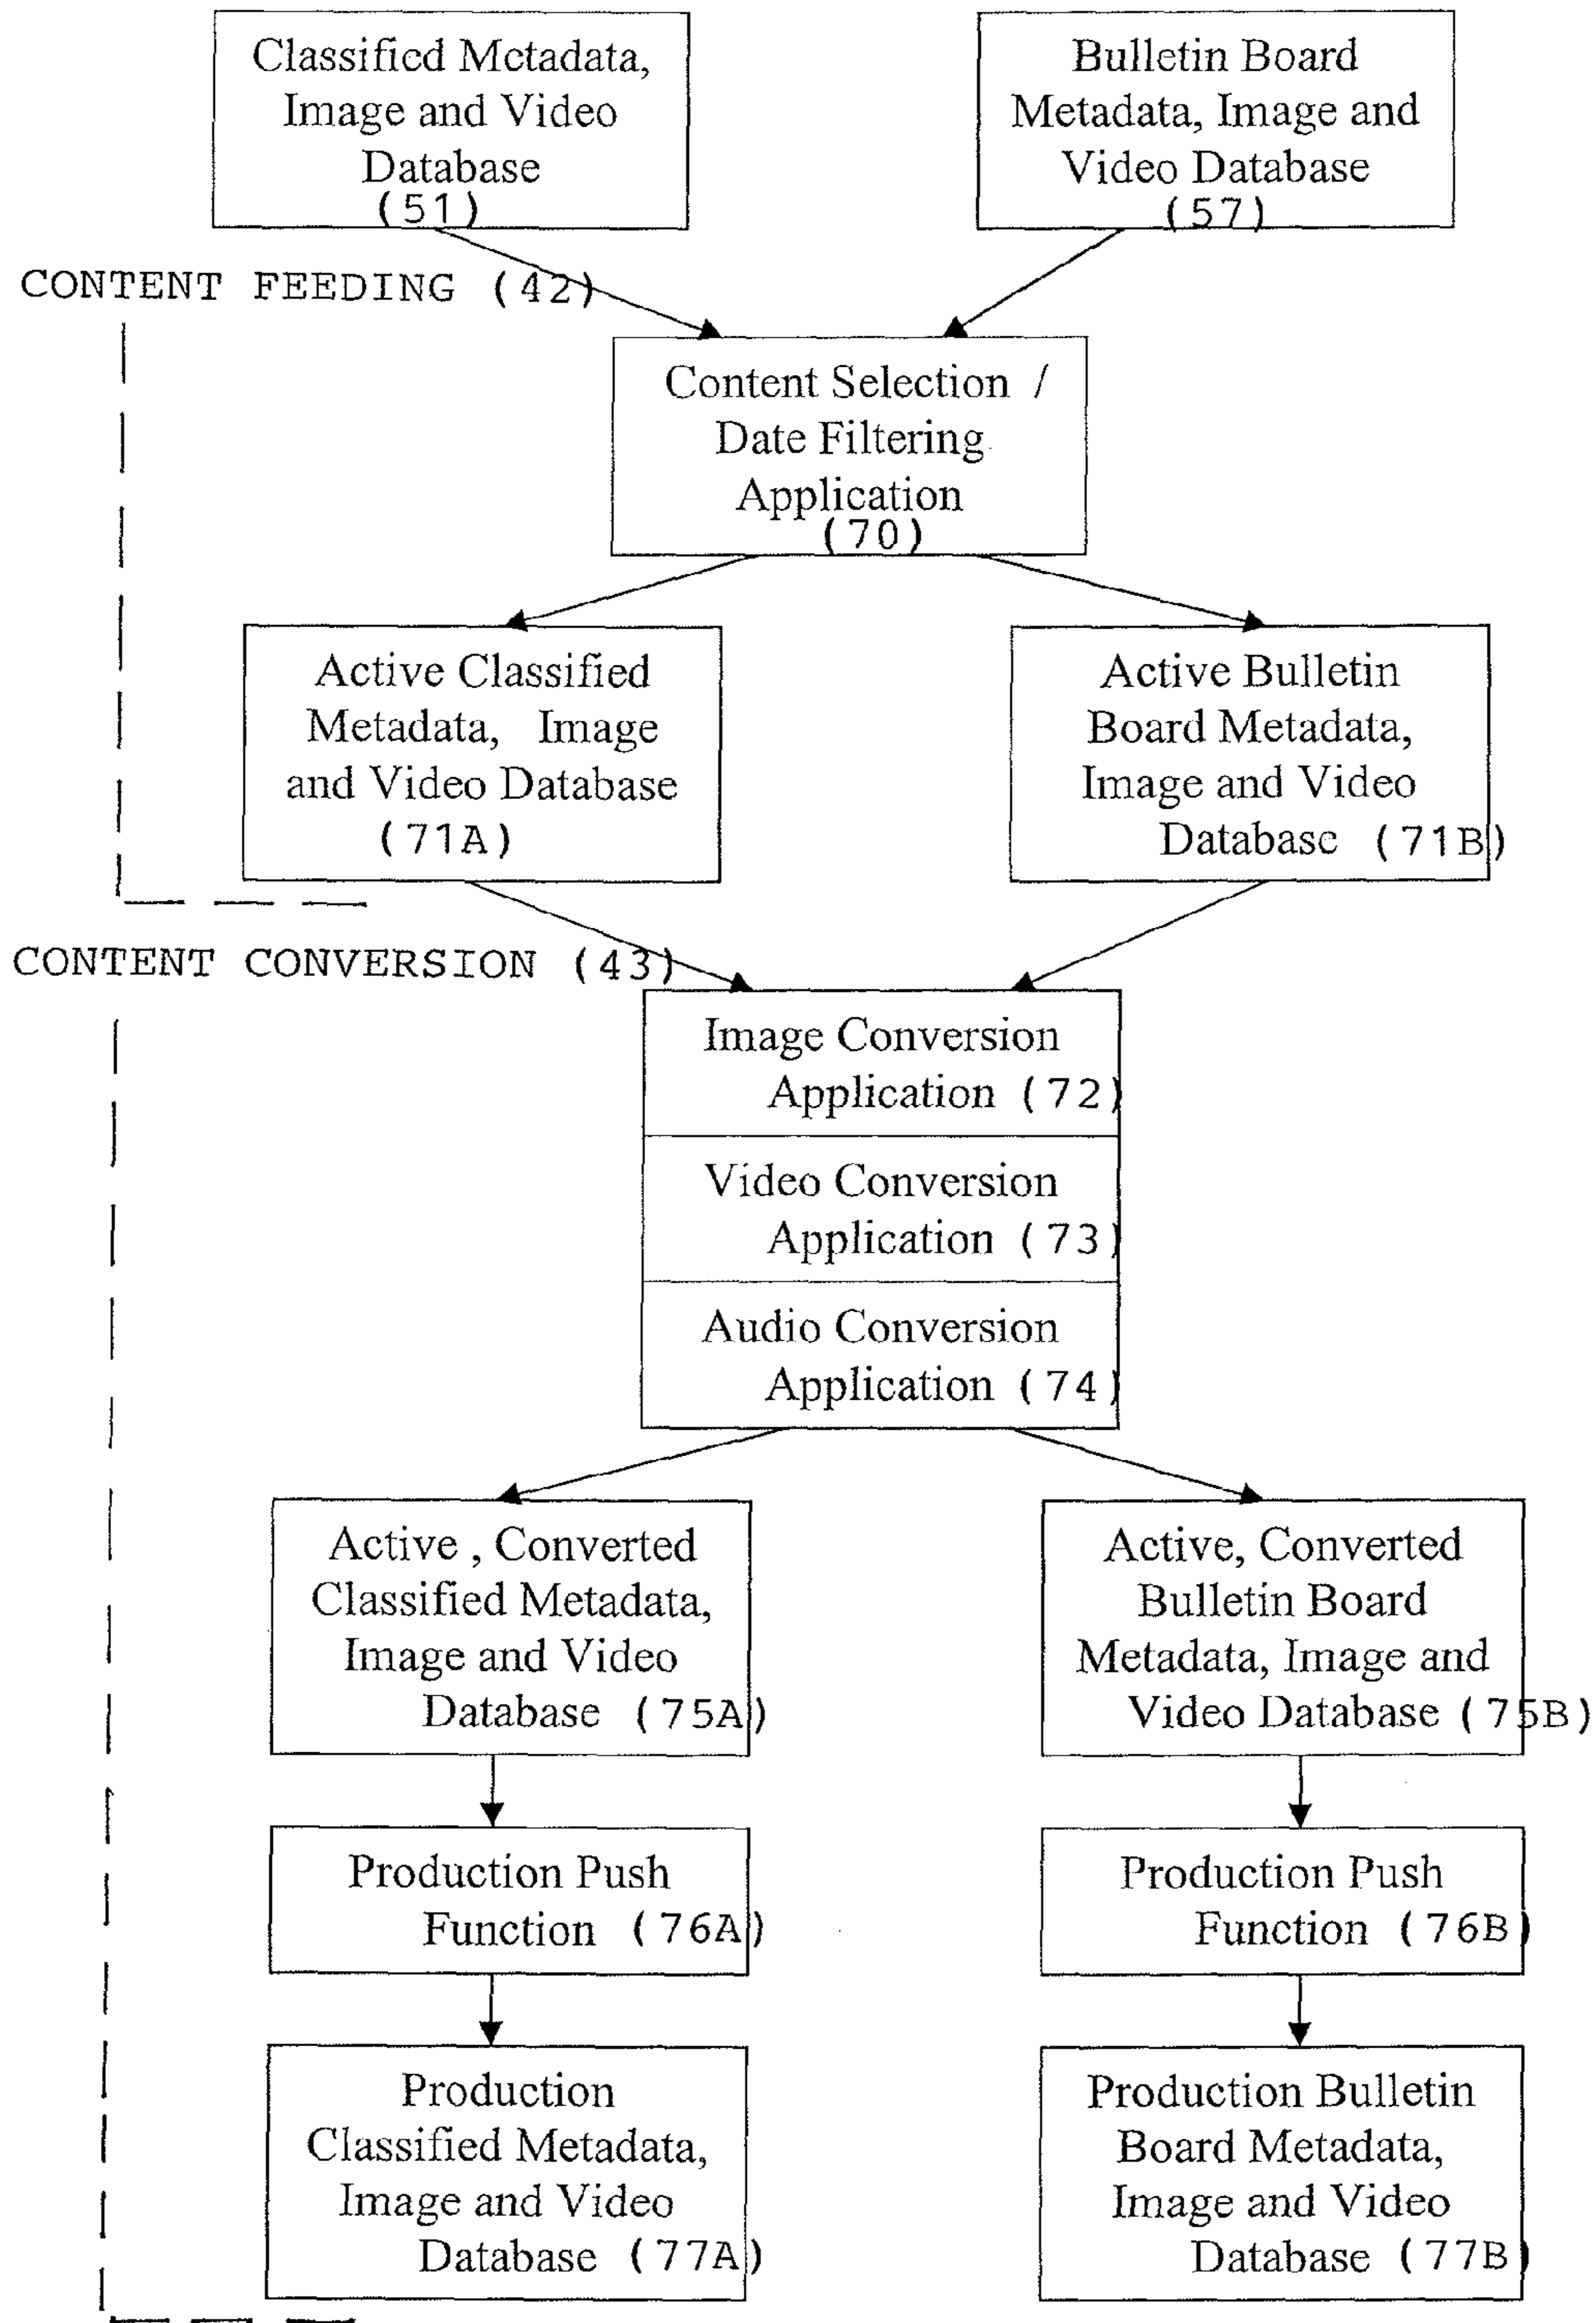 Classified Metadata,
Image and Video
Database
(51)
Bulletin Board
Metadata, Image and
Video Database
(57)
CONTENT FEEDING (42)
Content Selection /
Date Filtering
Application
(70)
Active Classified
Metadata, Image
and Video Database
(71A)
Active Bulletin
Board Metadata,
Image and Video
Database (71B)
CONTENT CONVERSION (43)
Image Conversion
Application (72)
Video Conversion
Application (73)
Audio Conversion
Application (74)
Active , Converted
Classified Metadata,
Image and Video
Database (75A)
Active, Converted
Bulletin Board
Metadata, Image and
Video Database (75B)
Production Push
Function (76A)
Production Push
Function (76B)
Production
Classified Metadata,
Image and Video
Database (77A)
Production Bulletin
Board Metadata,
Image and Video
Database (77B)